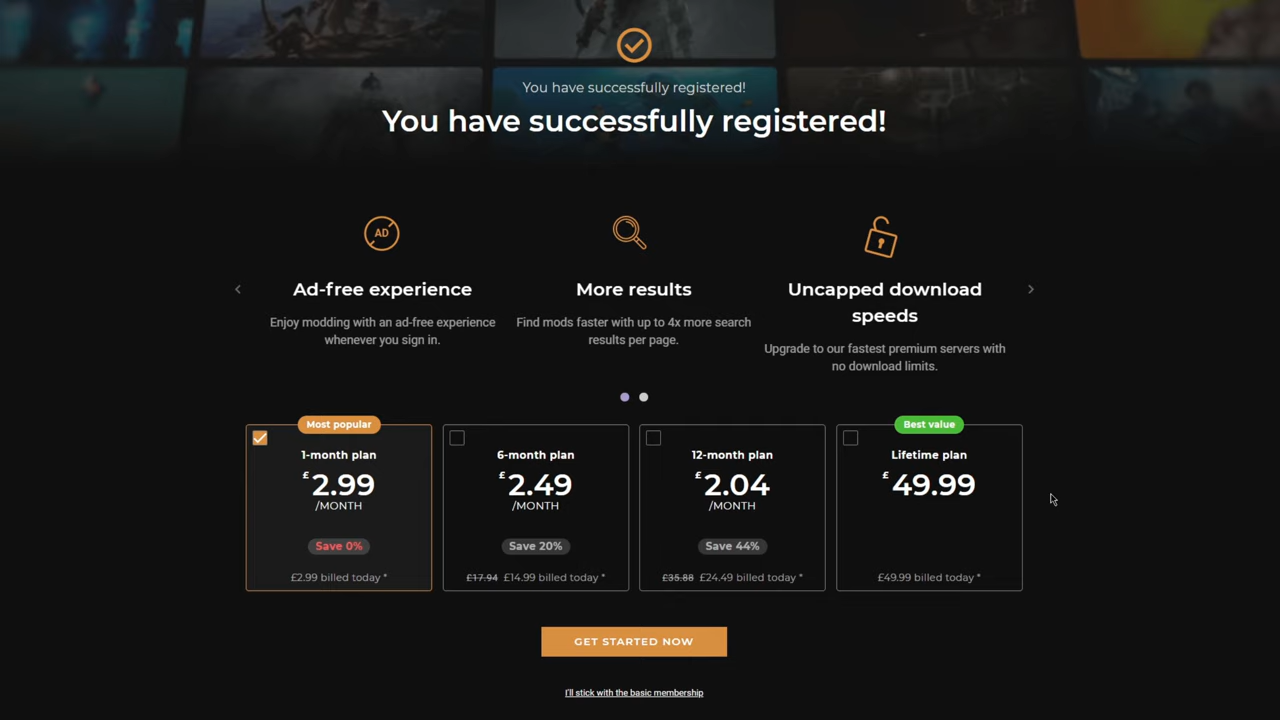 You have successfully registered!
You have successfully registered!
AD
Ad-free experience
Enjoy modding with an ad-free experience
whenever you sign in.
More results
Find mods faster with up to 4x more search
results per page.
Uncapped download
speeds
Upgrade to our fastest premium servers with
no download limits.
Most popular
1-month plan
£2.99
/MONTH
Save 0%
£2.99 billed today *
6-month plan
£2.49
/MONTH
Save 20%
£17.94 £14.99 billed today *
12-month plan
£2.04
/MONTH
Save 44%
£35.88 £24.49 billed today *
Best value
Lifetime plan
£49.99
£49.99 billed today *
GET STARTED NOW
I'll stick with the basic membership